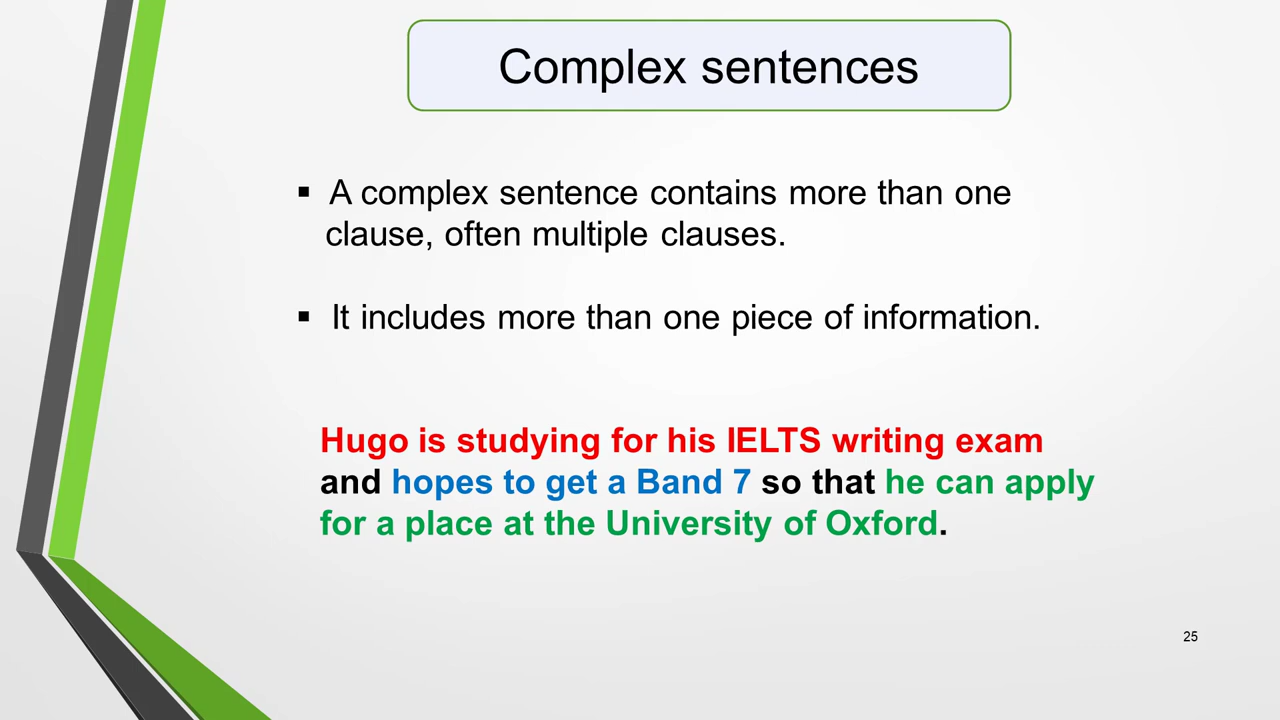 Complex sentences
▪ A complex sentence contains more than one
clause, often multiple clauses.
▪ It includes more than one piece of information.
Hugo is studying for his IELTS writing exam
and hopes to get a Band 7 so that he can apply
for a place at the University of Oxford.
25